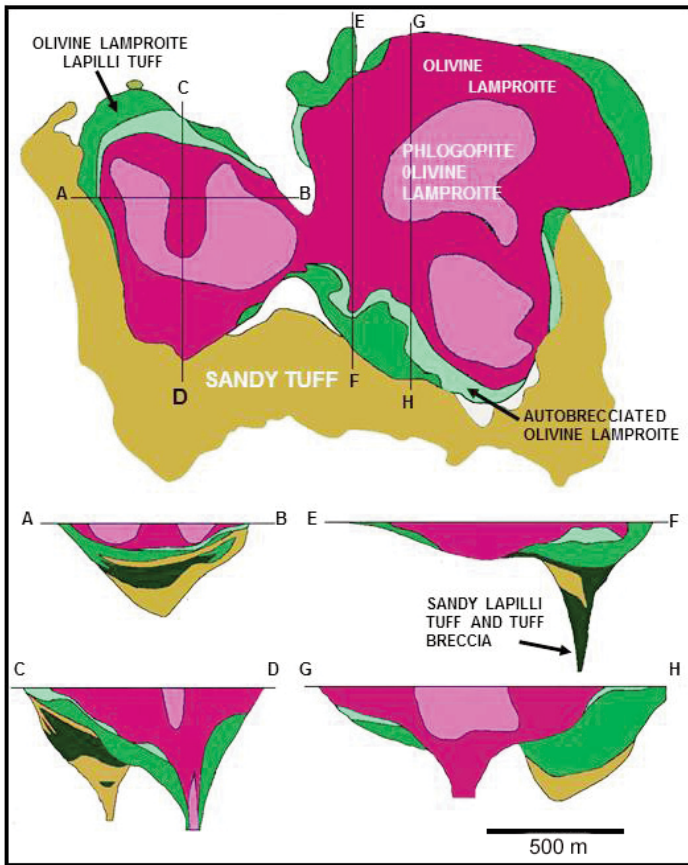 E
G
OLIVINE LAMPROITE
LAPILLI TUFF
C
OLIVINE
LAMPROITE
PHLOGOPITE
OLIVINE
LAMPROITE
A
B
SANDY TUFF
D
F
H
AUTOBRECCIATED
OLIVINE LAMPROITE
A
B
E
F
SANDY LAPILLI
TUFF AND TUFF
BRECCIA
C
D
G
H
500 m